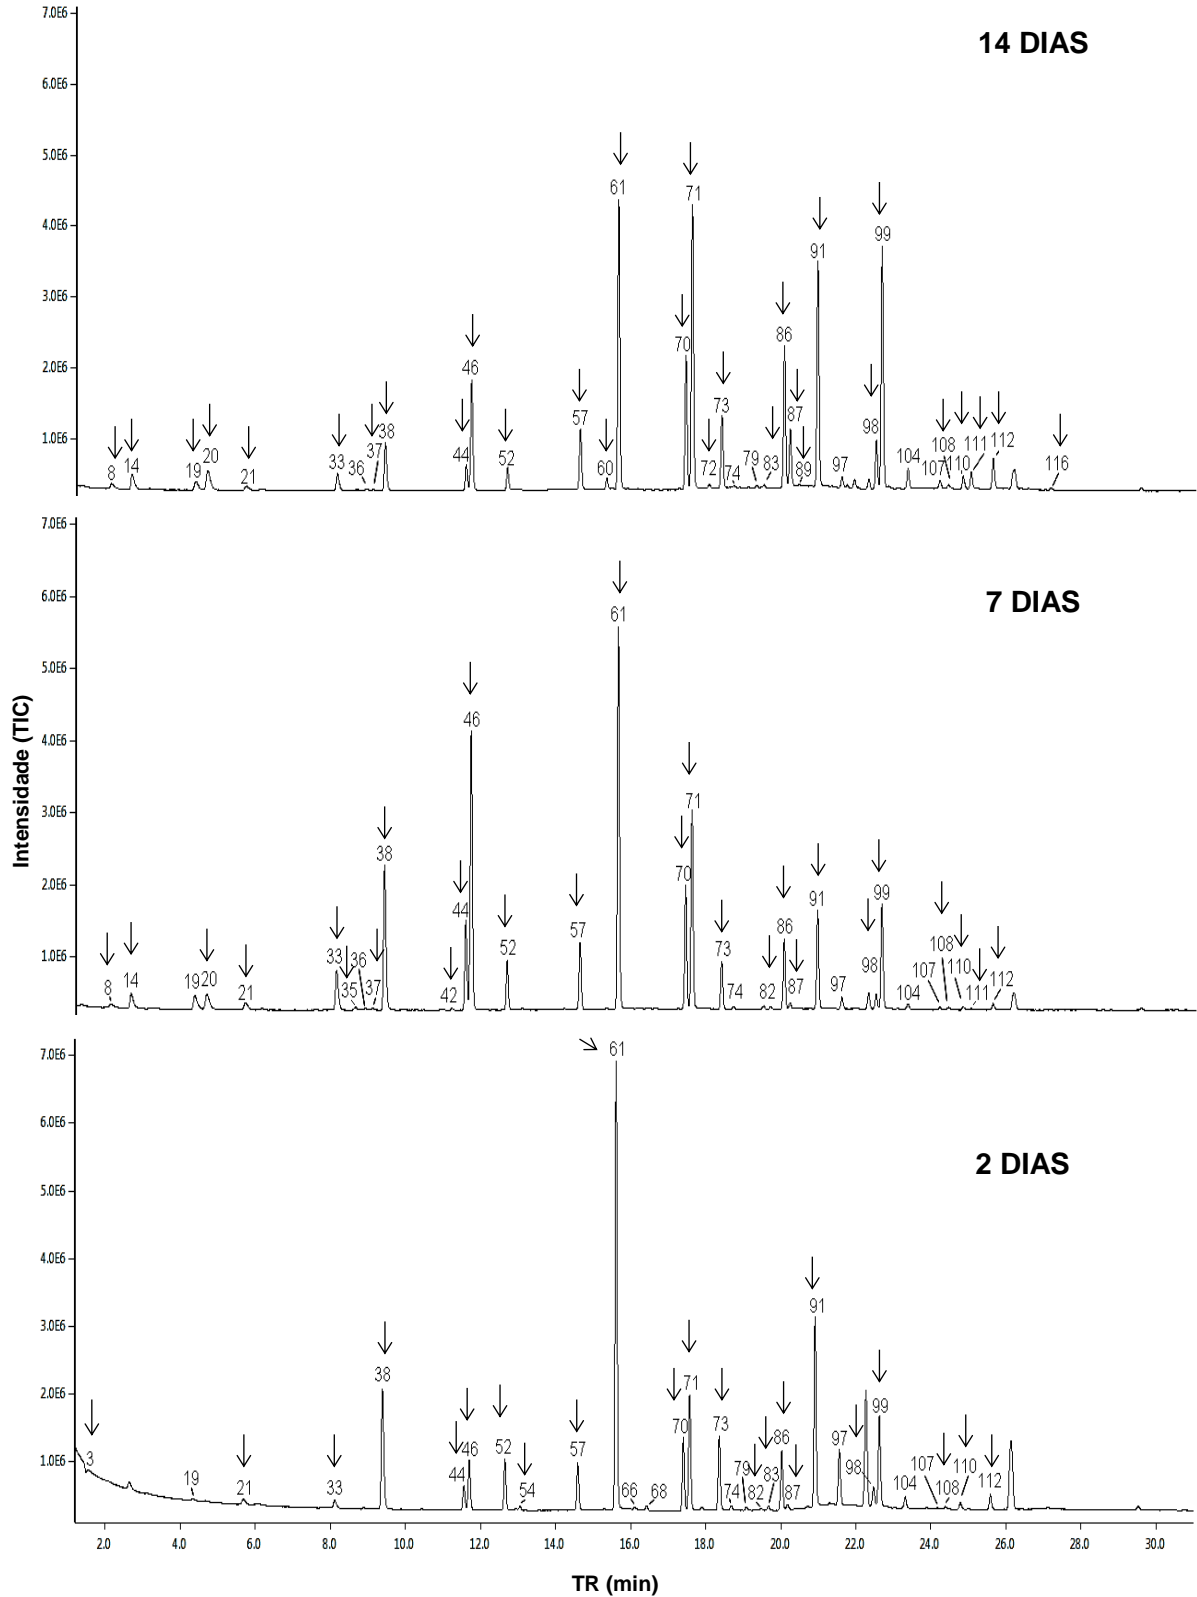 7.0E6
14 DIAS
6.0E6
5.0E6
61
71
4.0E6
99
91
3.0E6
70
86
46
2.0E6
73
57
87
38
98
1.0E6
8 14 19 20 21 33 36 37 44 52 60 72 74 79 83 89 97 104 107 108 110 111 112 116
7.0E6
7 DIAS
6.0E6
61
5.0E6
46
4.0E6
3.0E6
71
38
2.0E6
70
99
91
44
86
57
73
52
98
1.0E6
8 14 19 20 21 33 35 36 37 42 74 82 87 97 104 107 108 110 111 112
Intensidade (TIC)
7.0E6
61
6.0E6
2 DIAS
5.0E6
4.0E6
91
3.0E6
38
71
2.0E6
70
73
99
86
97
46
52
57
1.0E6
3 19 21 33 44 54 66 68 74 79 82 83 87 98 104 107 108 110 112
2.0 4.0 6.0 8.0 10.0 12.0 14.0 16.0 18.0 20.0 22.0 24.0 26.0 28.0 30.0
TR (min)